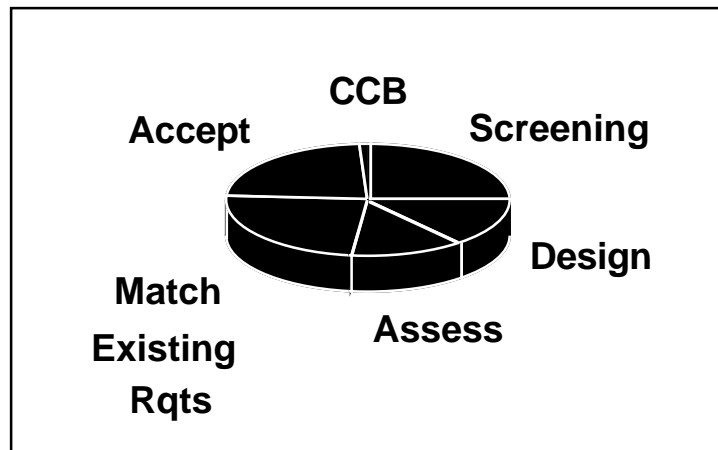 CCB
Accept
Screening
Design
Match
Existing
Rqts
Assess